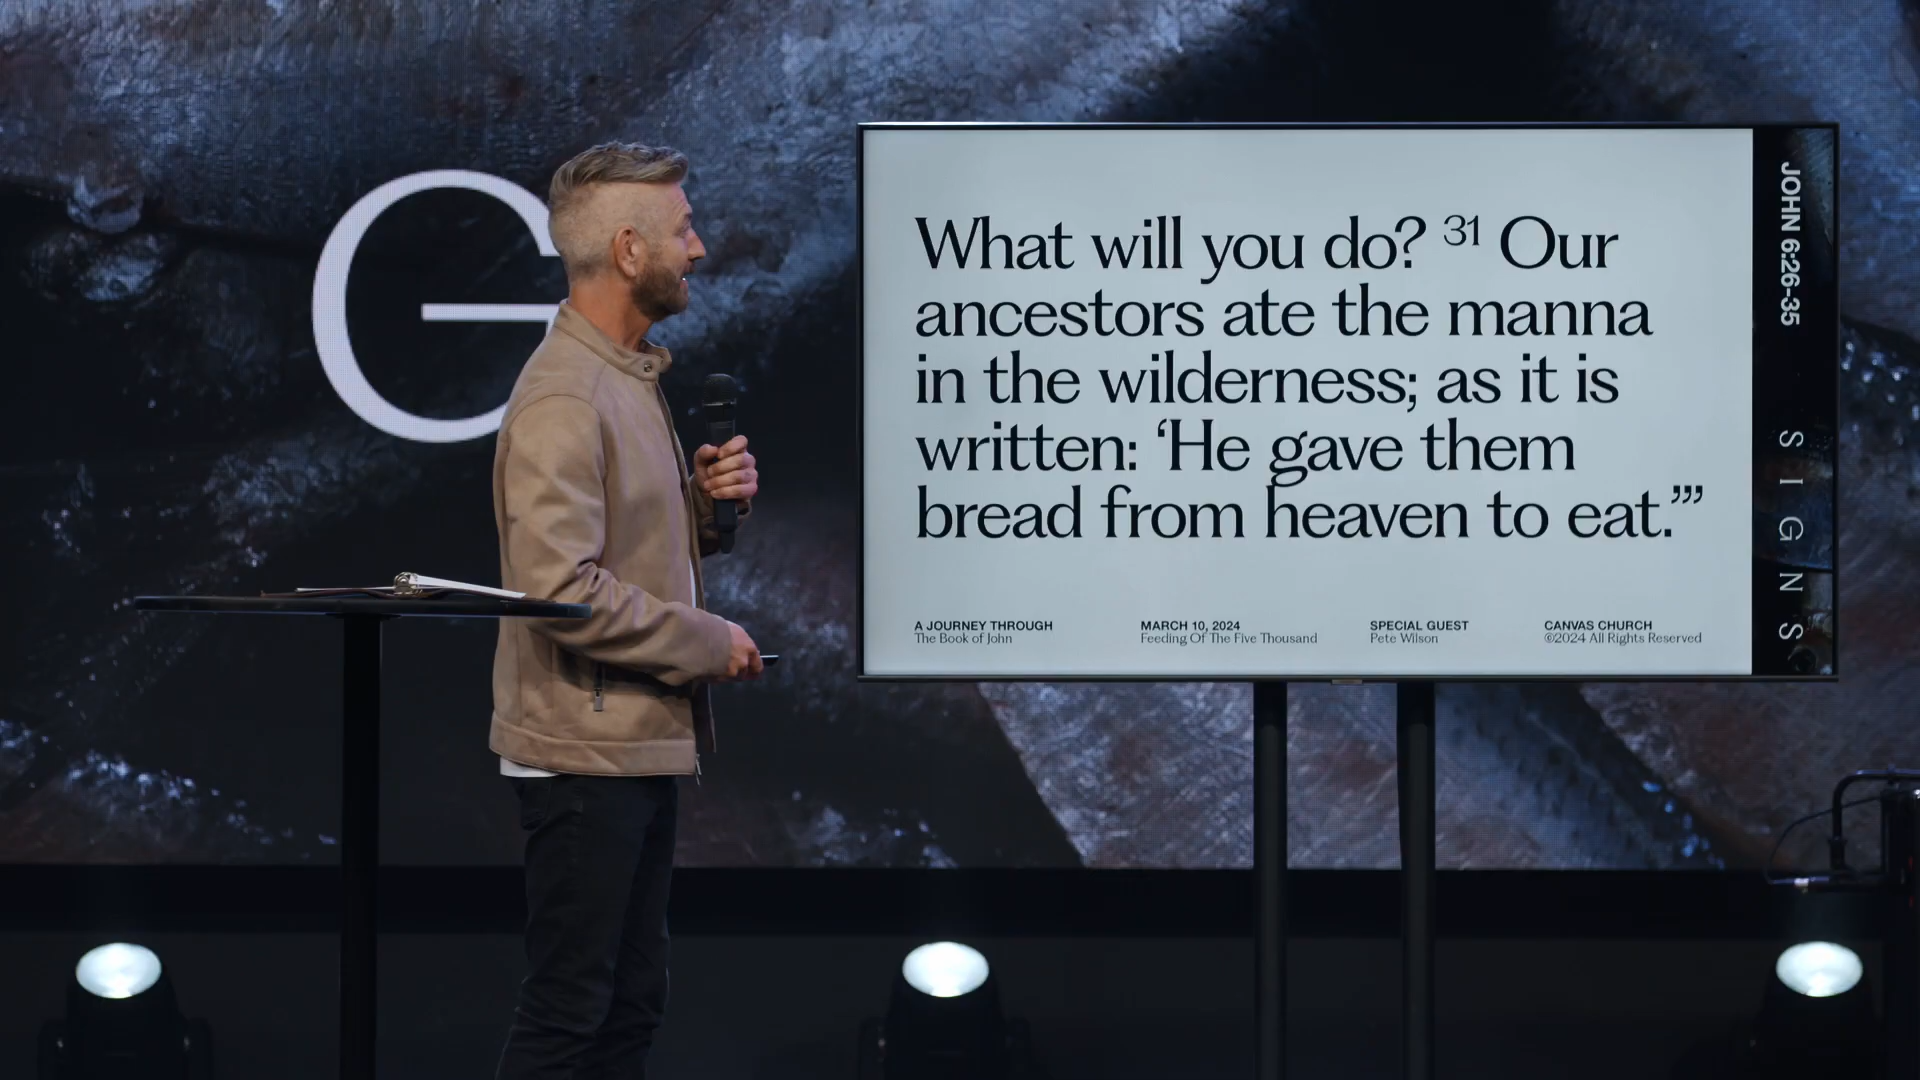 G
What will you do? 31 Our
ancestors ate the manna
in the wilderness; as it is
written: ‘He gave them
bread from heaven to eat.’”
A JOURNEY THROUGH
The Book of John
MARCH 10, 2024
Feeding Of The Five Thousand
SPECIAL GUEST
Pete Wilson
CANVAS CHURCH
©2024 All Rights Reserved
JOHN 6:26-35
SIGNS